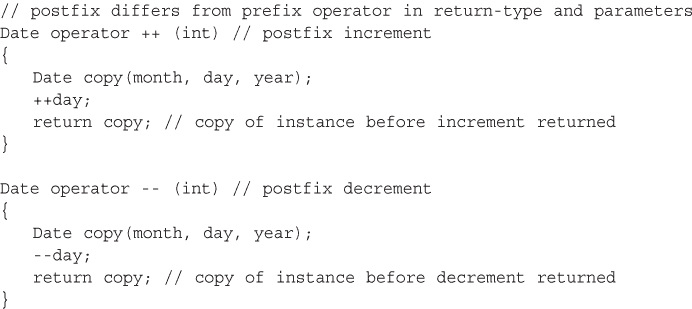 // postfix differs from prefix operator in return-type and parameters
Date operator ++ (int) // postfix increment
{
   Date copy(month, day, year);
   ++day;
   return copy; // copy of instance before increment returned
}

Date operator -- (int) // postfix decrement
{
   Date copy(month, day, year);
   --day;
   return copy; // copy of instance before decrement returned
}